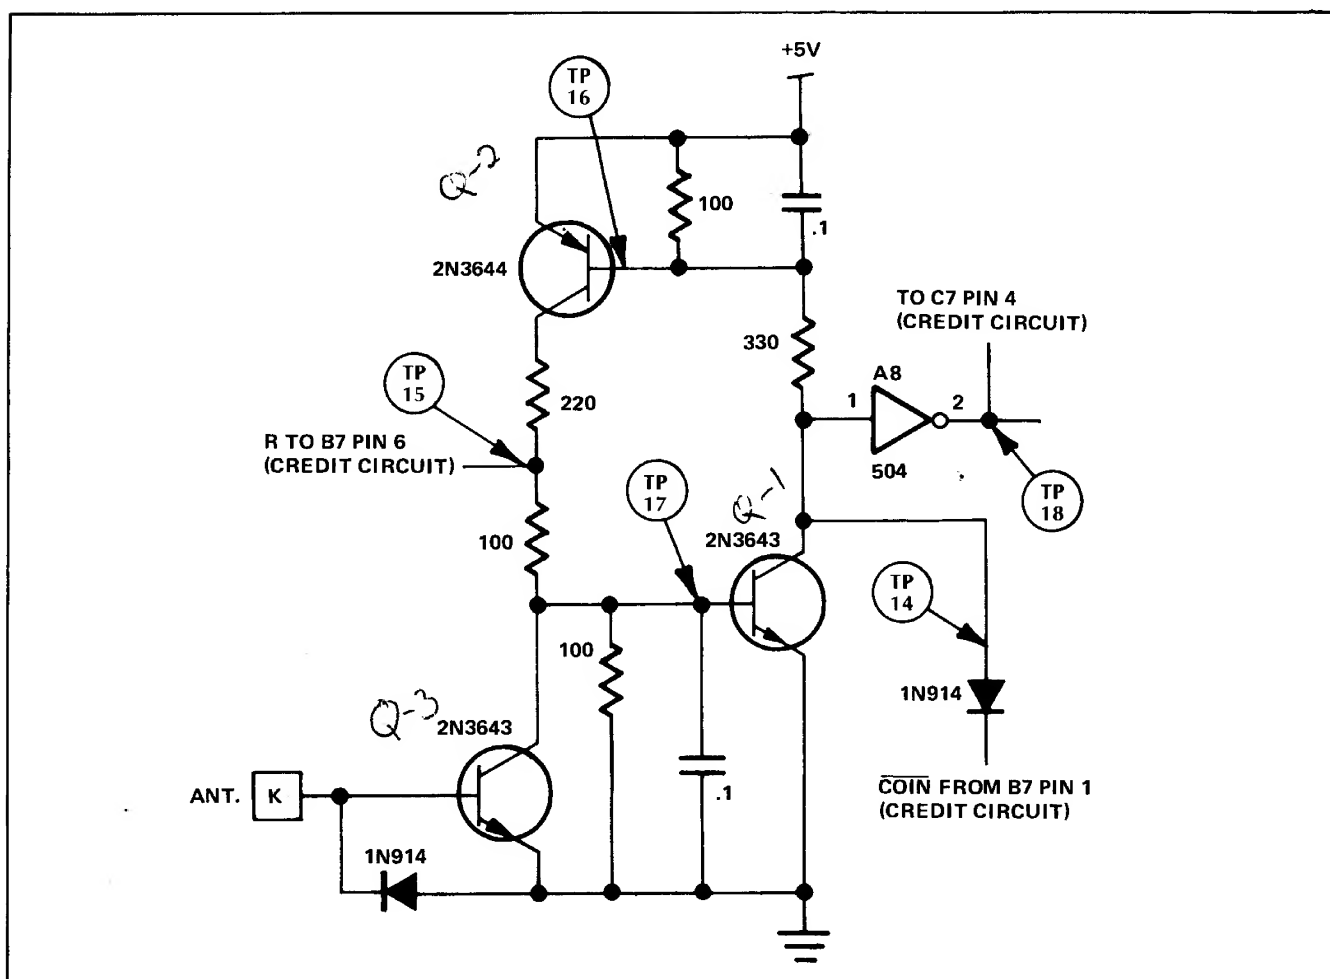 +5V
TP
16
Q-2
100
.1
2N3644
TO C7 PIN 4
(CREDIT CIRCUIT)
330
TP
15
A8
1
2
220
R TO B7 PIN 6
(CREDIT CIRCUIT)
504
TP
17
Q-1
TP
18
100
2N3643
TP
14
100
1N914
Q-3
2N3643
ANT.
K
.1
COIN FROM B7 PIN 1
(CREDIT CIRCUIT)
1N914